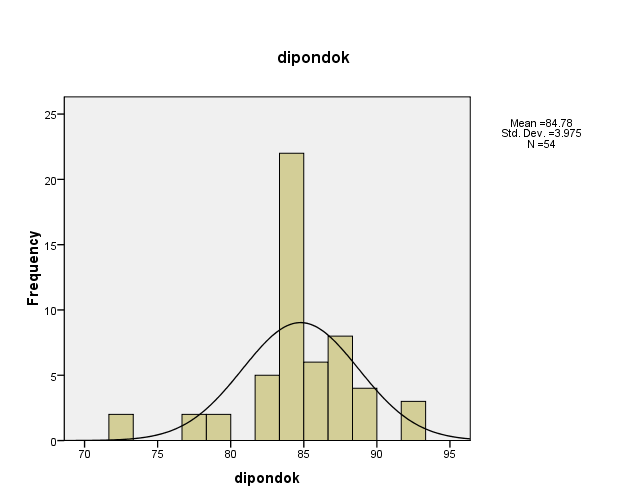 dipondok
Mean =84.78
Std. Dev. =3.975
N =54
Frequency
25
20
15
10
5
0
70 75 80 85 90 95
dipondok